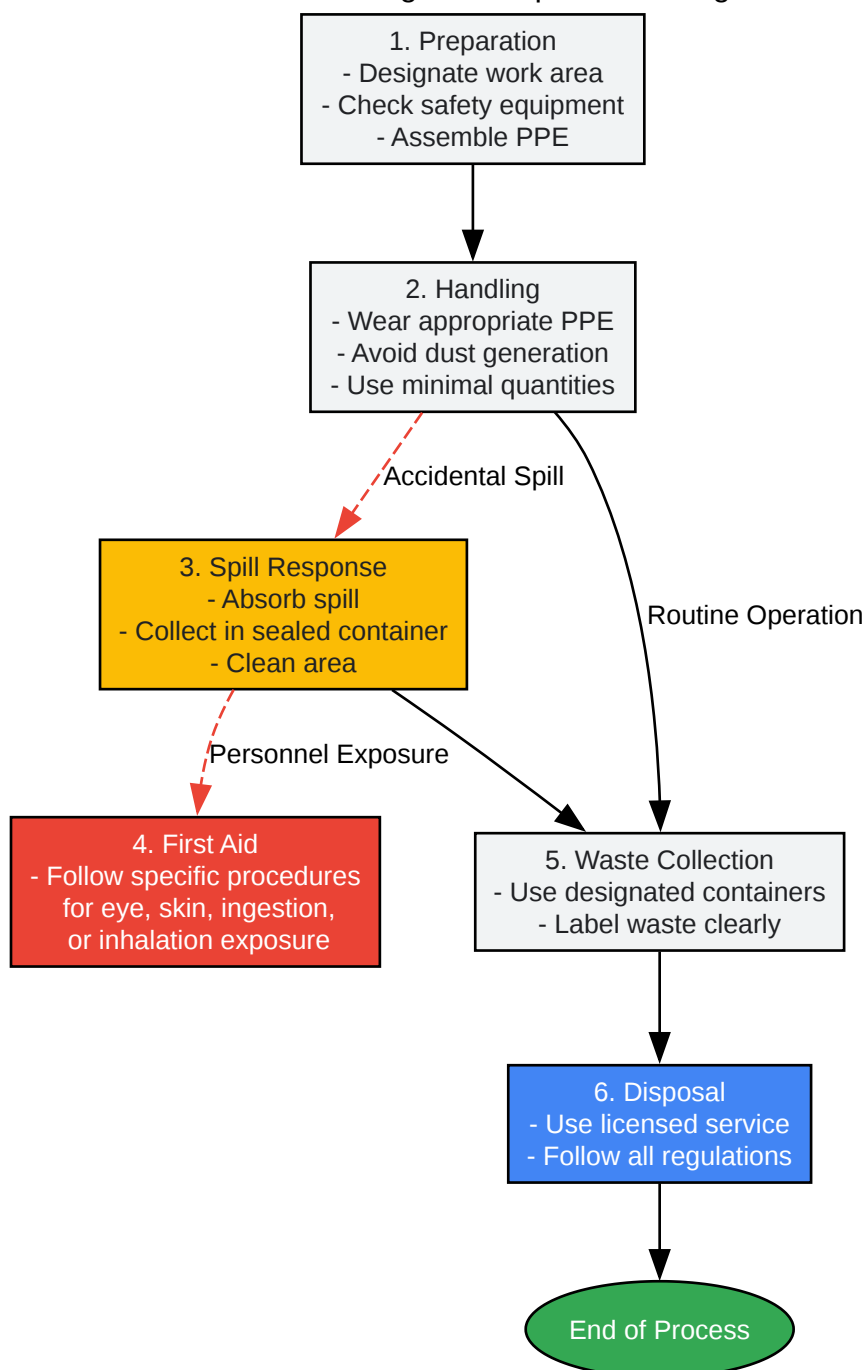 1. Preparation
- Designate work area
- Check safety equipment
- Assemble PPE
2. Handling
- Wear appropriate PPE
- Avoid dust generation
- Use minimal quantities
Accidental Spill
3. Spill Response
- Absorb spill
- Collect in sealed container
- Clean area
Routine Operation
Personnel Exposure
4. First Aid
- Follow specific procedures
for eye, skin, ingestion,
or inhalation exposure
5. Waste Collection
- Use designated containers
- Label waste clearly
6. Disposal
- Use licensed service
- Follow all regulations
End of Process